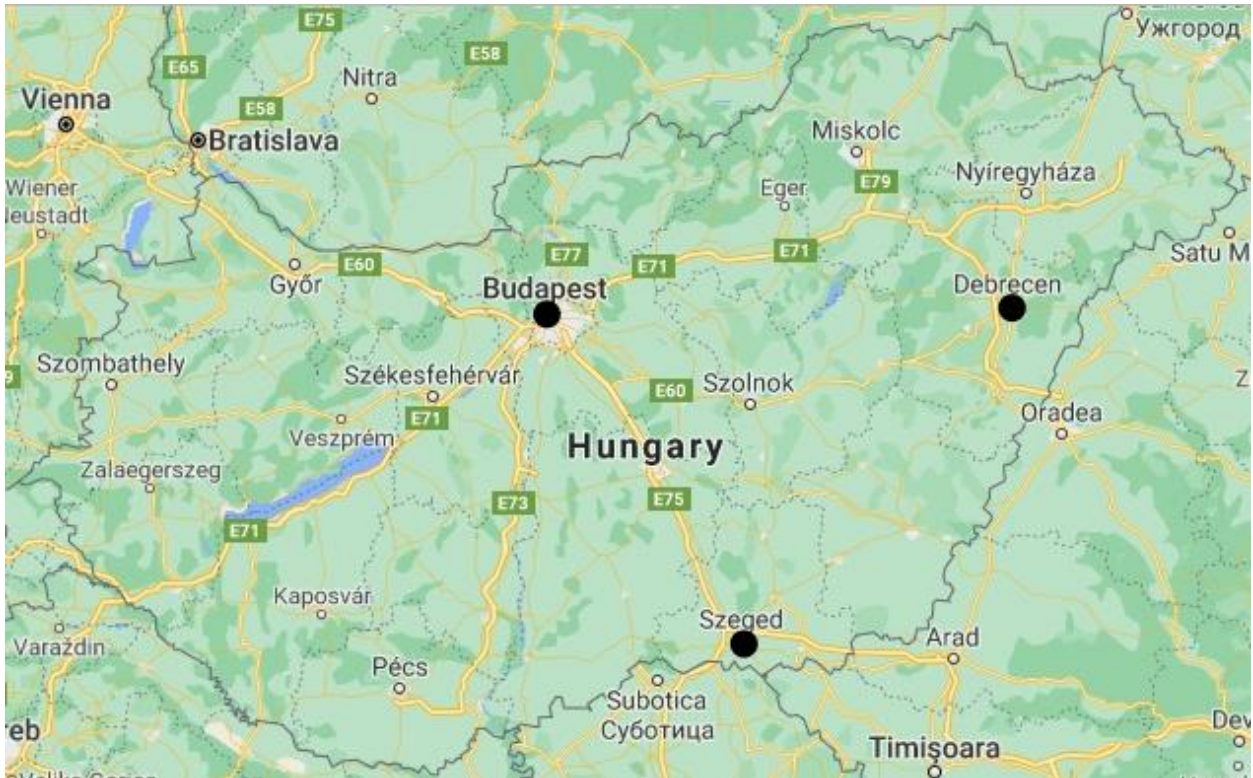 E75
Ужгород
E58
E65
Nitra
Vienna
E58
Bratislava
Miskolc
Nyíregyháza
E79
Wiener
Neustadt
Eger
E77
E71
E71
Satu M
E60
Győr
Budapest
Debrecen
Szombathely
Székesfehérvár
E60
Szolnok
Oradea
E71
Veszprém
Hungary
Zalaegerszeg
E73
E75
E71
Kaposvár
Szeged
Varaždin
Arad
Pécs
Subotica
Суботица
reb
Dev
Timișoara